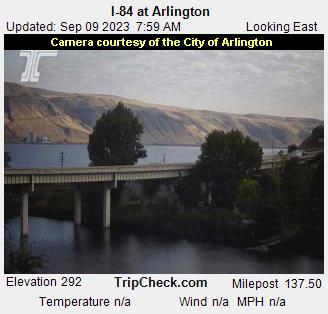 I-84 at Arlington
Updated: Sep 09 2023 7:59 AM Looking East
Camera courtesy of the City of Arlington
Elevation 292 TripCheck.com Milepost 137.50
Temperature n/a Wind n/a MPH n/a